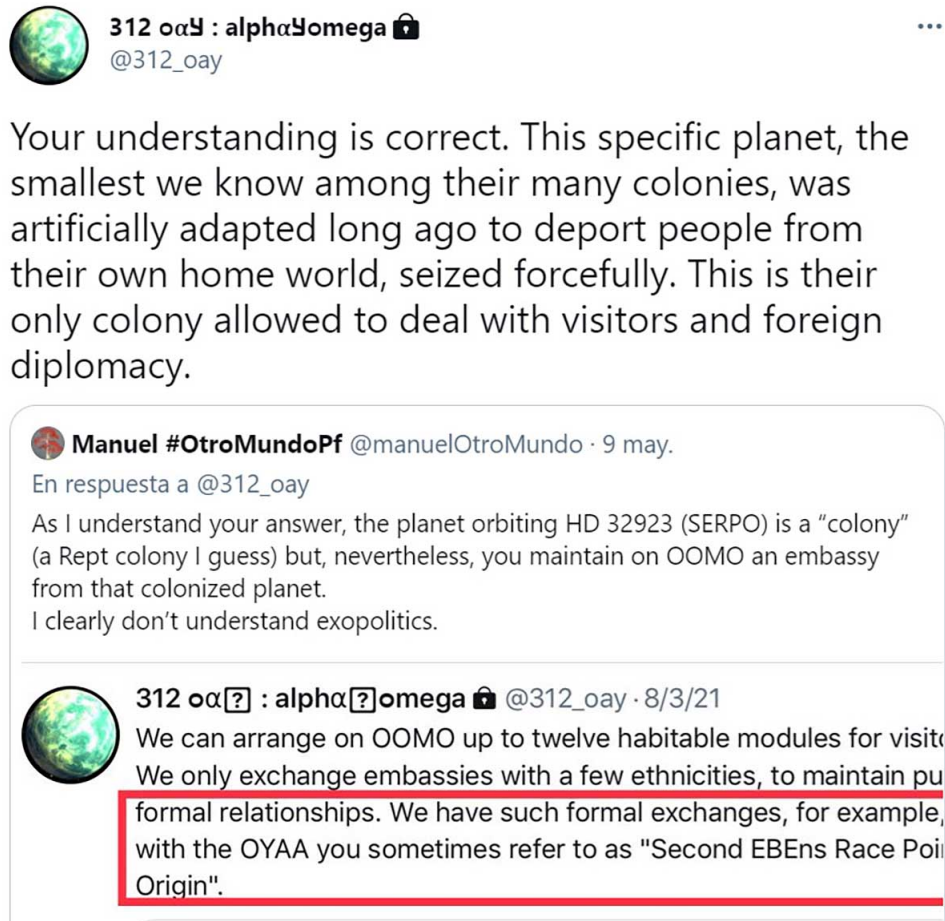 312 oαY : alphαYomega
@312_oay
Your understanding is correct. This specific planet, the
smallest we know among their many colonies, was
artificially adapted long ago to deport people from
their own home world, seized forcefully. This is their
only colony allowed to deal with visitors and foreign
diplomacy.
Manuel #OtroMundoPf @manuelOtroMundo · 9 may.
En respuesta a @312_oay
As I understand your answer, the planet orbiting HD 32923 (SERPO) is a “colony”
(a Rept colony I guess) but, nevertheless, you maintain on OOMO an embassy
from that colonized planet.
I clearly don’t understand exopolitics.
312 oα⍰ : alphα⍰omega @312_oay · 8/3/21
We can arrange on OOMO up to twelve habitable modules for
We only exchange embassies with a few ethnicities, to maintain
formal relationships. We have such formal exchanges, for example,
with the OYAA you sometimes refer to as "Second EBEns Race
Origin".